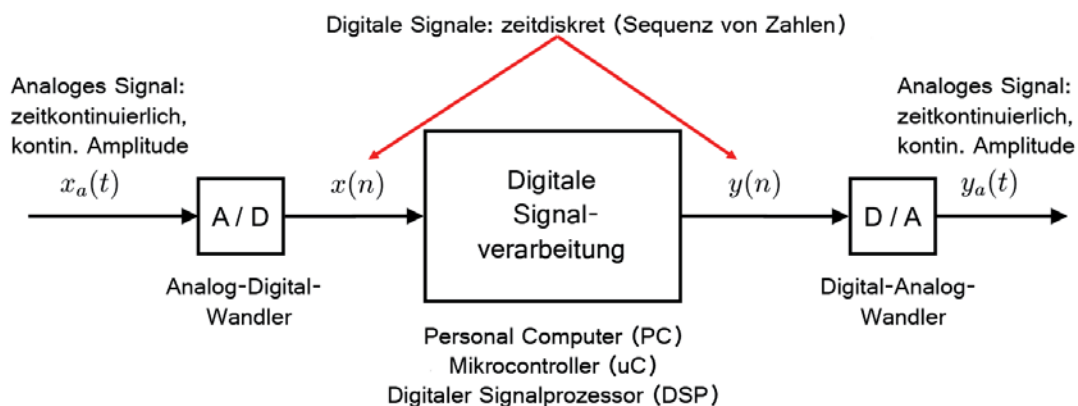 Digitale Signale: zeitdiskret (Sequenz von Zahlen)
Analoges Signal:
zeitkontinuierlich,
kontin. Amplitude
x_a(t)
A / D
Analog-Digital-
Wandler
x(n)
Digitale
Signal-
verarbeitung
Personal Computer (PC)
Mikrocontroller (uC)
Digitaler Signalprozessor (DSP)
y(n)
D / A
Digital-Analog-
Wandler
Analoges Signal:
zeitkontinuierlich,
kontin. Amplitude
y_a(t)